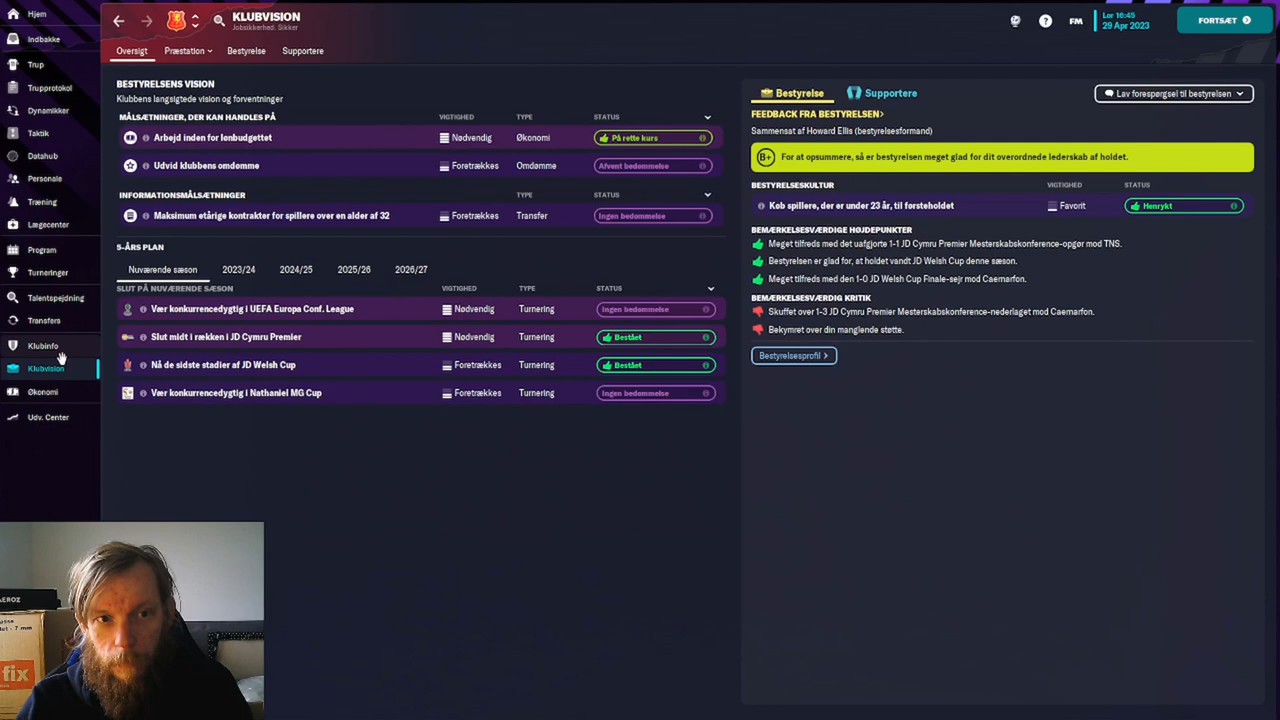 Hjem
Indbakke
Trup
Trupprotokol
Dynamikker
Taktik
Datahub
Personale
Træning
Lægecenter
Program
Turneringer
Talentspejdning
Transfers
Klubinfo
Klubvision
Økonomi
Udv. Center
KLUBVISION
Jobsikkerhed: Sikker
FM
Lør 16:45
29 Apr 2023
FORTSÆT
Oversigt
Præstation
Bestyrelse
Supportere
BESTYRELSENS VISION
Klubbens langsigtede vision og forventninger
MÅLSÆTNINGER, DER KAN HANDLES PÅ VIGTIGHED TYPE STATUS
Arbejd inden for lønbudgettet Nødvendig Økonomi På rette kurs
Udvid klubbens omdømme Foretrækkes Omdømme Afvent bedømmelse
INFORMATIONSMÅLSÆTNINGER TYPE STATUS
Maksimum etårige kontrakter for spillere over en alder af 32 Foretrækkes Transfer Ingen bedømmelse
5-ÅRS PLAN
Nuværende sæson 2023/24 2024/25 2025/26 2026/27
SLUT PÅ NUVÆRENDE SÆSON VIGTIGHED TYPE STATUS
Vær konkurrencedygtig i UEFA Europa Conf. League Nødvendig Turnering Ingen bedømmelse
Slut midt i rækken i JD Cymru Premier Nødvendig Turnering Bestået
Nå de sidste stadier af JD Welsh Cup Foretrækkes Turnering Bestået
Vær konkurrencedygtig i Nathaniel MG Cup Foretrækkes Turnering Ingen bedømmelse
Bestyrelse Supportere Lav forespørgsel til bestyrelsen
FEEDBACK FRA BESTYRELSEN>
Sammensat af Howard Ellis (bestyrelsesformand)
B+ For at opsummere, så er bestyrelsen meget glad for dit overordnede lederskab af holdet.
BESTYRELSESKULTUR VIGTIGHED STATUS
Køb spillere, der er under 23 år, til førsteholdet Favorit Henrykt
BEMÆRKELSESVÆRDIGE HØJDEPUNKTER
Meget tilfreds med det uafgjorte 1-1 JD Cymru Premier Mesterskabskonference-opgør mod TNS.
Bestyrelsen er glad for, at holdet vandt JD Welsh Cup denne sæson.
Meget tilfreds med den 1-0 JD Welsh Cup Finale-sejr mod Caernarfon.
BEMÆRKELSESVÆRDIG KRITIK
Skuffet over 1-3 JD Cymru Premier Mesterskabskonference-nederlaget mod Caernarfon.
Bekymret over din manglende støtte.
Bestyrelsesprofil >
AEROZ
fix